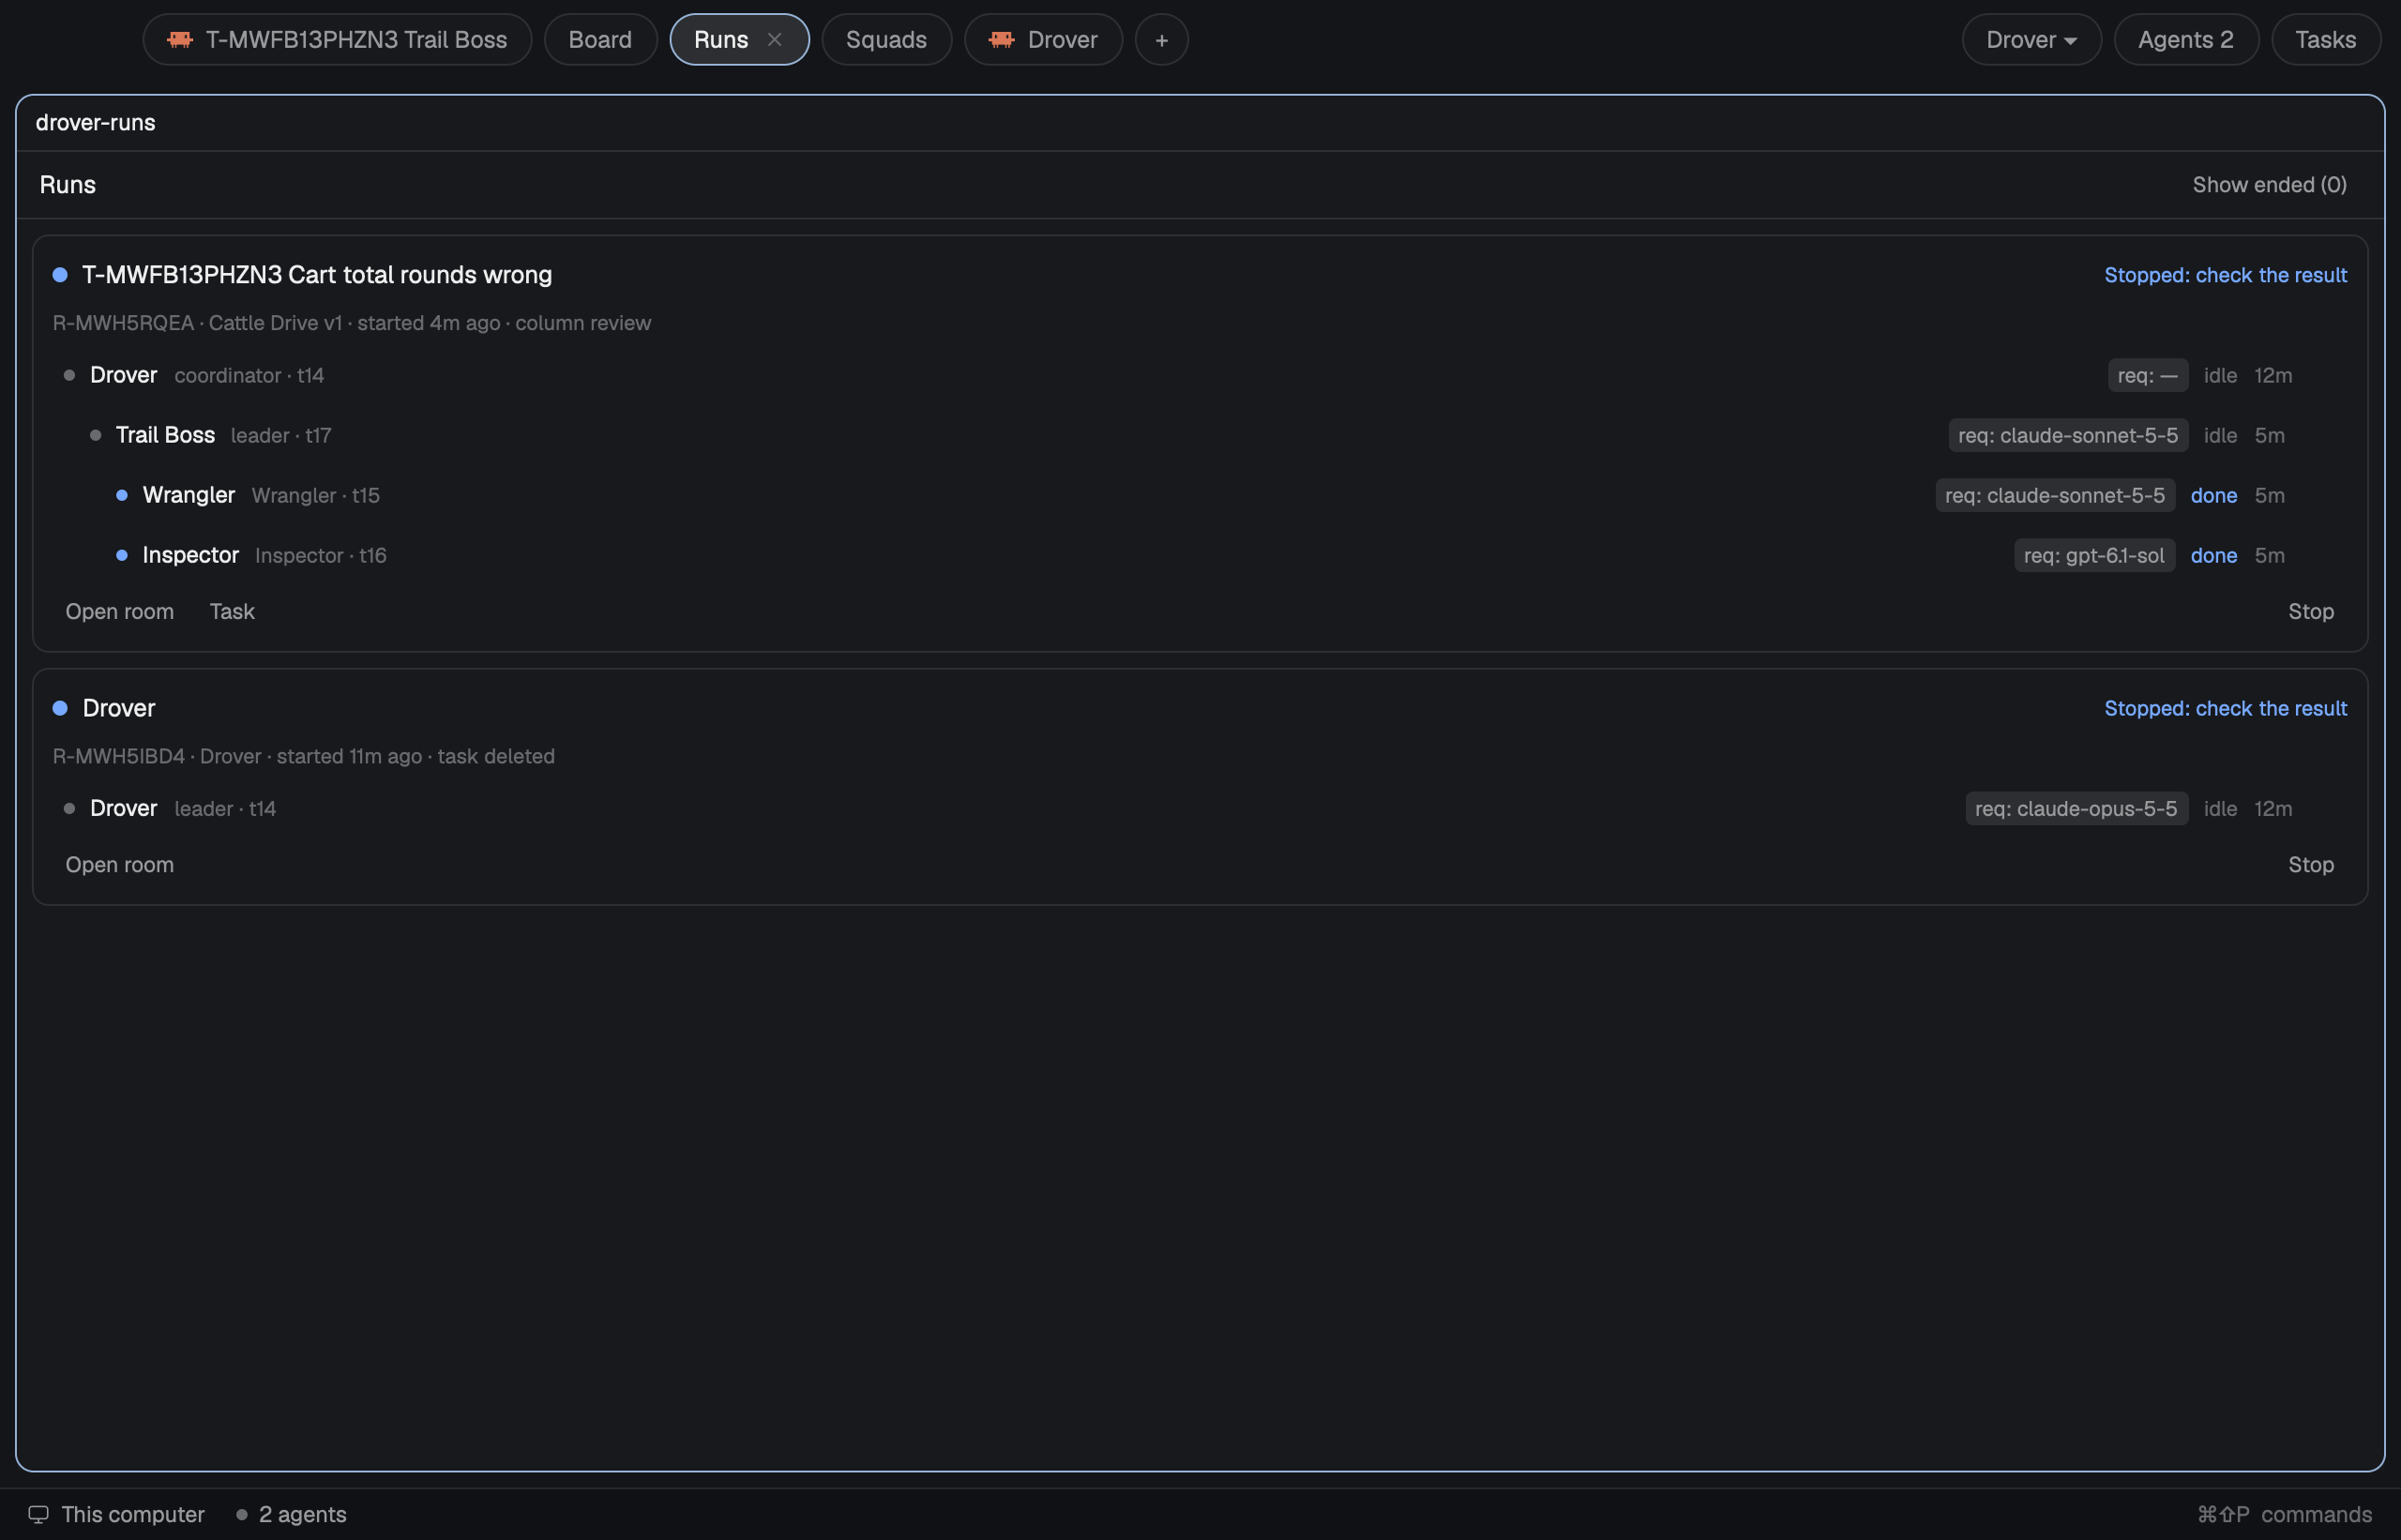 T-MWFB13PHZN3 Trail Boss Board Runs × Squads Drover + Drover Agents 2 Tasks
drover-runs
Runs Show ended (0)
T-MWFB13PHZN3 Cart total rounds wrong Stopped: check the result
R-MWH5RQEA · Cattle Drive v1 · started 4m ago · column review
Drover coordinator · t14 req: — idle 12m
Trail Boss leader · t17 req: claude-sonnet-5-5 idle 5m
Wrangler Wrangler · t15 req: claude-sonnet-5-5 done 5m
Inspector Inspector · t16 req: gpt-6.1-sol done 5m
Open room Task Stop
Drover Stopped: check the result
R-MWH5IBD4 · Drover · started 11m ago · task deleted
Drover leader · t14 req: claude-opus-5-5 idle 12m
Open room Stop
This computer 2 agents ⌘⇧P commands